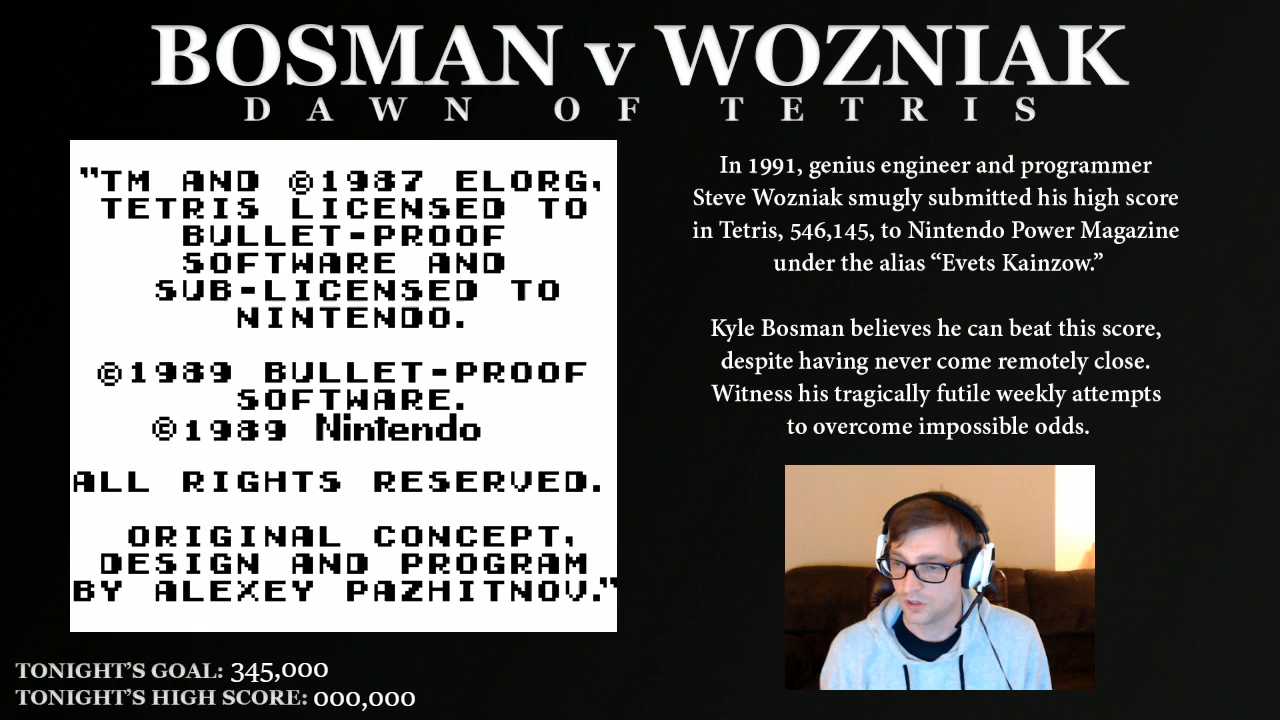 BOSMAN v WOZNIAK
DAWN OF TETRIS
"TM AND ©1987 ELORG,
TETRIS LICENSED TO
BULLET-PROOF
SOFTWARE AND
SUB-LICENSED TO
NINTENDO.
©1989 BULLET-PROOF
SOFTWARE.
©1989 Nintendo
ALL RIGHTS RESERVED.
ORIGINAL CONCEPT,
DESIGN AND PROGRAM
BY ALEXEY PAZHITNOV."
In 1991, genius engineer and programmer
Steve Wozniak smugly submitted his high score
in Tetris, 546,145, to Nintendo Power Magazine
under the alias “Evets Kainzow.”
Kyle Bosman believes he can beat this score,
despite having never come remotely close.
Witness his tragically futile weekly attempts
to overcome impossible odds.
TONIGHT’S GOAL: 345,000
TONIGHT’S HIGH SCORE: 000,000